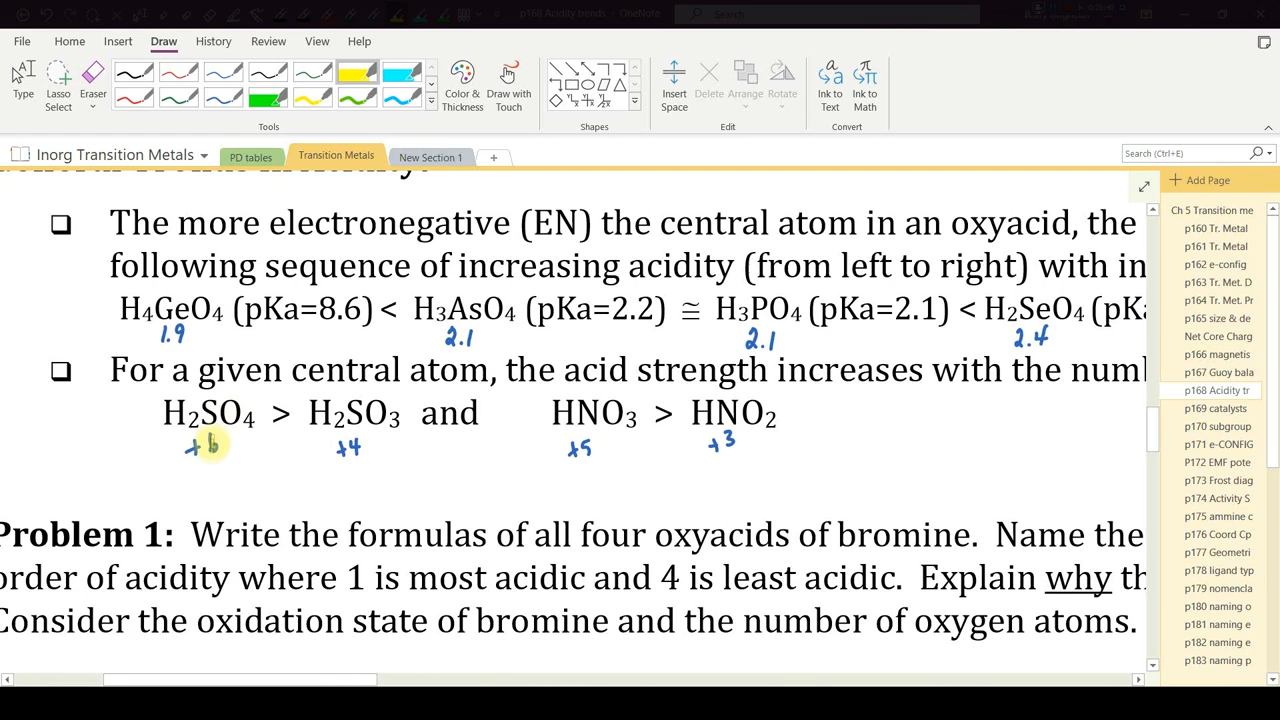 p168 Acidity trends - OneNote
Search
File Home Insert Draw History Review View Help
Type
Lasso Select
Eraser
Color & Thickness
Draw with Touch
Insert Space
Delete
Arrange
Rotate
Ink to Text
Ink to Math
Tools
Shapes
Edit
Convert
Inorg Transition Metals
PD tables
Transition Metals
New Section 1
Search (Ctrl+E)
Add Page
❑ The more electronegative (EN) the central atom in an oxyacid, the
following sequence of increasing acidity (from left to right) with in
H4GeO4 (pKa=8.6) < H3AsO4 (pKa=2.2) ≅ H3PO4 (pKa=2.1) < H2SeO4 (pK
1.9 2.1 2.1 2.4
❑ For a given central atom, the acid strength increases with the num
H2SO4 > H2SO3 and HNO3 > HNO2
+6 +4 +5 +3
Problem 1: Write the formulas of all four oxyacids of bromine. Name the
order of acidity where 1 is most acidic and 4 is least acidic. Explain why th
Consider the oxidation state of bromine and the number of oxygen atoms.
Ch 5 Transition me
p160 Tr. Metal
p161 Tr. Metal
p162 e-config
p163 Tr. Met. D
p164 Tr. Met. Pr
p165 size & de
Net Core Charg
p166 magnetis
p167 Guoy bala
p168 Acidity tr
p169 catalysts
p170 subgroup
p171 e-CONFIG
P172 EMF pote
p173 Frost diag
p174 Activity S
p175 ammine c
p176 Coord Cp
p177 Geometri
p178 ligand typ
p179 nomencla
p180 naming o
p181 naming e
p182 naming e
p183 naming p